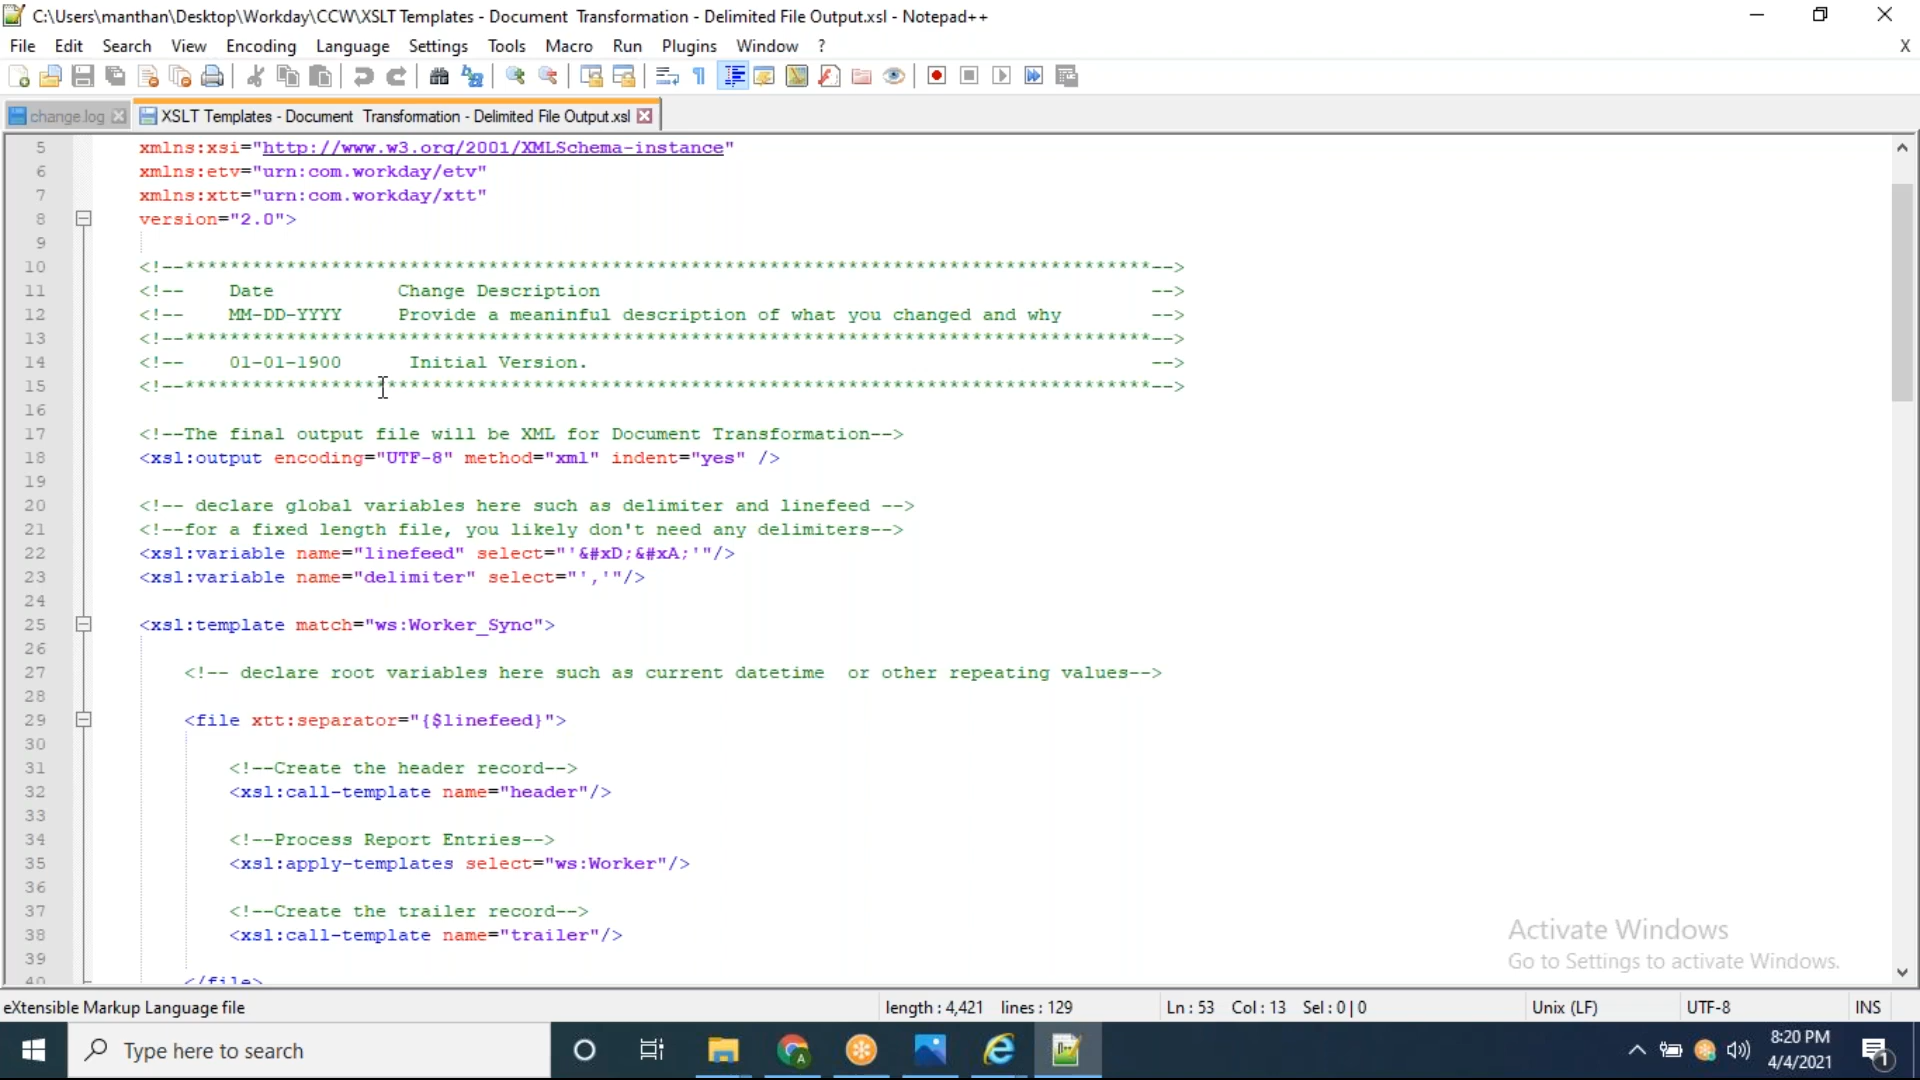 C:\Users\manthan\Desktop\Workday\CCW\XSLT Templates - Document  Transformation - Delimited File Output.xsl - Notepad++
File Edit Search View Encoding Language Settings Tools Macro Run Plugins Window ? X
change.log XSLT Templates - Document  Transformation - Delimited File Output.xsl
5 xmlns:xsi="http://www.w3.org/2001/XMLSchema-instance"
6 xmlns:etv="urn:com.workday/etv"
7 xmlns:xtt="urn:com.workday/xtt"
8 version="2.0">
9
10 <!--**************************************************************************************-->
11 <!--    Date           Change Description                                                 -->
12 <!--    MM-DD-YYYY     Provide a meaninful description of what you changed and why        -->
13 <!--**************************************************************************************-->
14 <!--    01-01-1900      Initial Version.                                                  -->
15 <!--**************************************************************************************-->
16
17 <!--The final output file will be XML for Document Transformation-->
18 <xsl:output encoding="UTF-8" method="xml" indent="yes" />
19
20 <!-- declare global variables here such as delimiter and linefeed -->
21 <!--for a fixed length file, you likely don't need any delimiters-->
22 <xsl:variable name="linefeed" select="'&#xD;&#xA;'"/>
23 <xsl:variable name="delimiter" select="','"/>
24
25 <xsl:template match="ws:Worker_Sync">
26
27 <!-- declare root variables here such as current datetime  or other repeating values-->
28
29 <file xtt:separator="{$linefeed}">
30
31 <!--Create the header record-->
32 <xsl:call-template name="header"/>
33
34 <!--Process Report Entries-->
35 <xsl:apply-templates select="ws:Worker"/>
36
37 <!--Create the trailer record-->
38 <xsl:call-template name="trailer"/>
39
40 </file>
Activate Windows
Go to Settings to activate Windows.
eXtensible Markup Language file length : 4,421 lines : 129 Ln : 53 Col : 13 Sel : 0 | 0 Unix (LF) UTF-8 INS
Type here to search
8:20 PM
4/4/2021
1